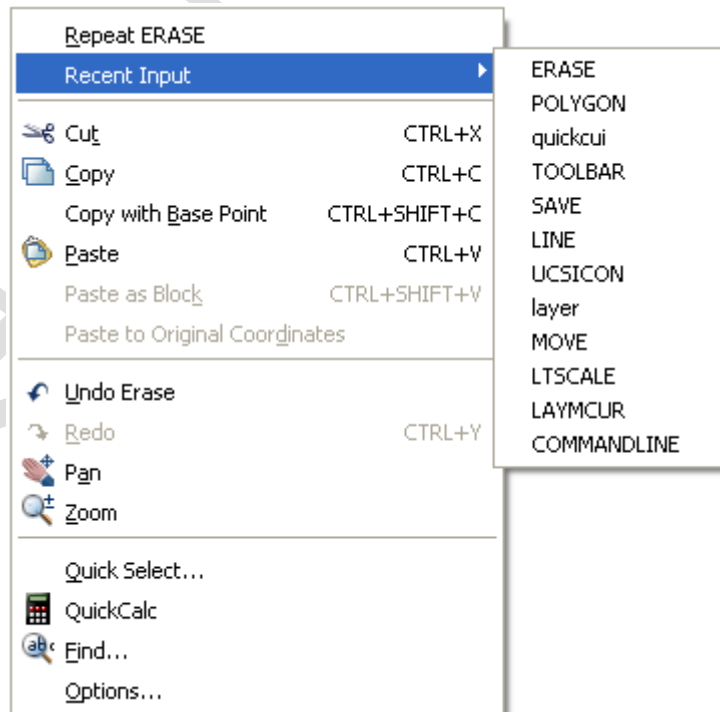 Repeat ERASE
Recent Input
Cut CTRL+X
Copy CTRL+C
Copy with Base Point CTRL+SHIFT+C
Paste CTRL+V
Paste as Block CTRL+SHIFT+V
Paste to Original Coordinates
Undo Erase
Redo CTRL+Y
Pan
Zoom
Quick Select...
QuickCalc
Find...
Options...
ERASE
POLYGON
quickcui
TOOLBAR
SAVE
LINE
UCSICON
layer
MOVE
LTSCALE
LAYMCUR
COMMANDLINE